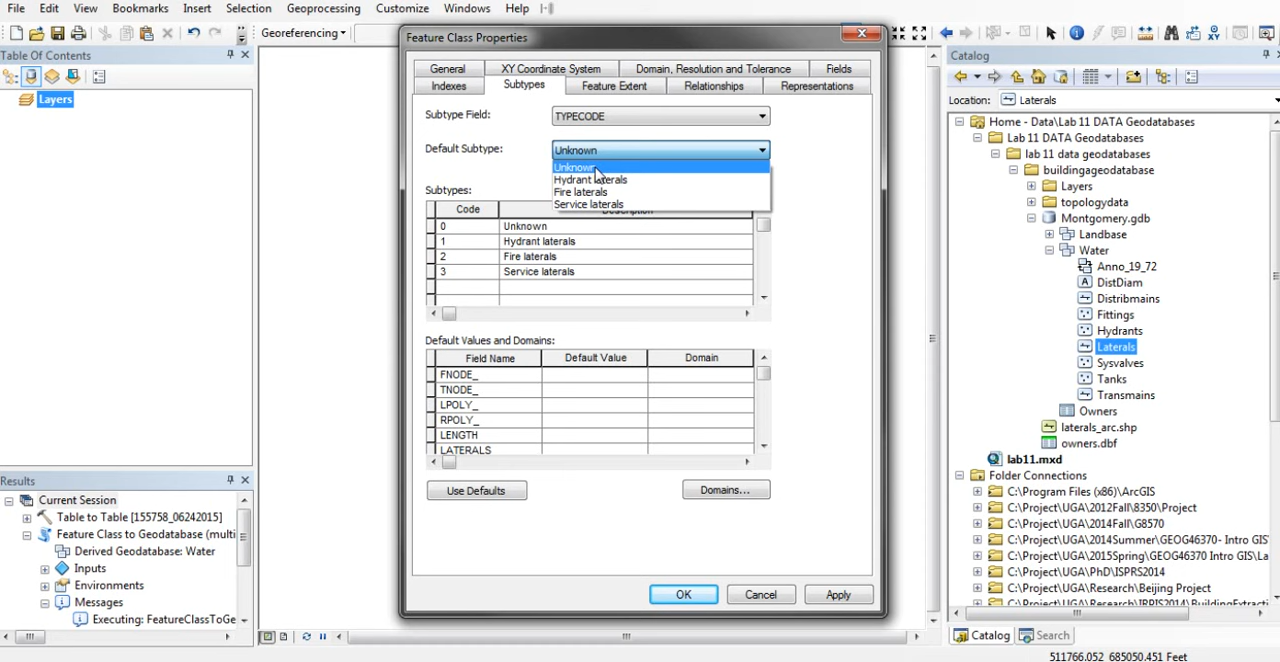 File Edit View Bookmarks Insert Selection Geoprocessing Customize Windows Help
Georeferencing
Table Of Contents
Layers
Results
Current Session
Table to Table [155758_06242015]
Feature Class to Geodatabase (multi
Derived Geodatabase: Water
Inputs
Environments
Messages
Executing: FeatureClassToGe
Feature Class Properties
General XY Coordinate System Domain, Resolution and Tolerance Fields
Indexes Subtypes Feature Extent Relationships Representations
Subtype Field: TYPECODE
Default Subtype: Unknown
Unknown
Hydrant laterals
Fire laterals
Service laterals
Subtypes:
Code Description
0 Unknown
1 Hydrant laterals
2 Fire laterals
3 Service laterals
Default Values and Domains:
Field Name Default Value Domain
FNODE_
TNODE_
LPOLY_
RPOLY_
LENGTH
LATERALS
Use Defaults Domains...
OK Cancel Apply
Catalog
Location: Laterals
Home - Data\Lab 11 DATA Geodatabases
Lab 11 DATA Geodatabases
lab 11 data geodatabases
buildingageodatabase
Layers
topologydata
Montgomery.gdb
Landbase
Water
Anno_19_72
DistDiam
Distribmains
Fittings
Hydrants
Laterals
Sysvalves
Tanks
Transmains
Owners
laterals_arc.shp
owners.dbf
lab11.mxd
Folder Connections
C:\Program Files (x86)\ArcGIS
C:\Project\UGA\2012Fall\8350\Project
C:\Project\UGA\2014Fall\G8570
C:\Project\UGA\2014Summer\GEOG46370- Intro GIS\
C:\Project\UGA\2015Spring\GEOG46370 Intro GIS\La
C:\Project\UGA\PhD\ISPRS2014
C:\Project\UGA\Research\Beijing Project
Catalog Search
511766.052 685050.451 Feet